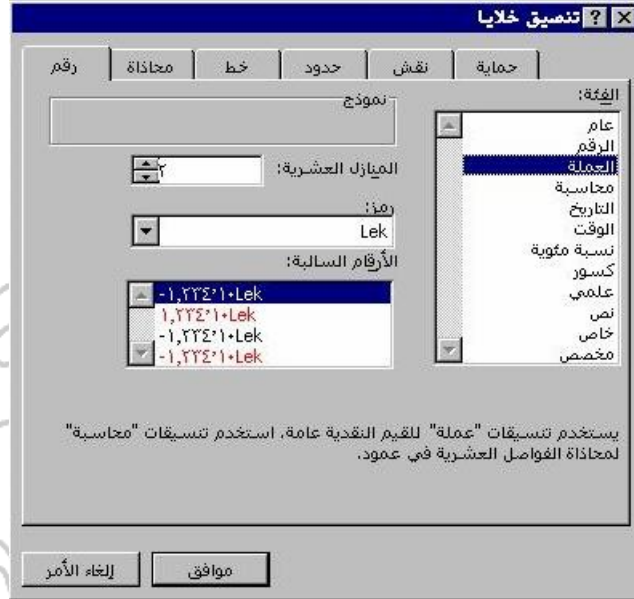 تنسيق خلايا
رقم
محاذاة
خط
حدود
نقش
حماية
الفئة:
عام
الرقم
العملة
محاسبة
التاريخ
الوقت
نسبة مئوية
كسور
علمي
نص
خاص
مخصص
نموذج
المنازل العشرية:
٢
رمز:
Lek
الأرقام السالبة:
-١,٢٣٤٬١٠Lek
١,٢٣٤٬١٠Lek
-١,٢٣٤٬١٠Lek
-١,٢٣٤٬١٠Lek
يستخدم تنسيقات "عملة" للقيم النقدية عامة. استخدم تنسيقات "محاسبة"
لمحاذاة الفواصل العشرية في عمود.
موافق
إلغاء الأمر